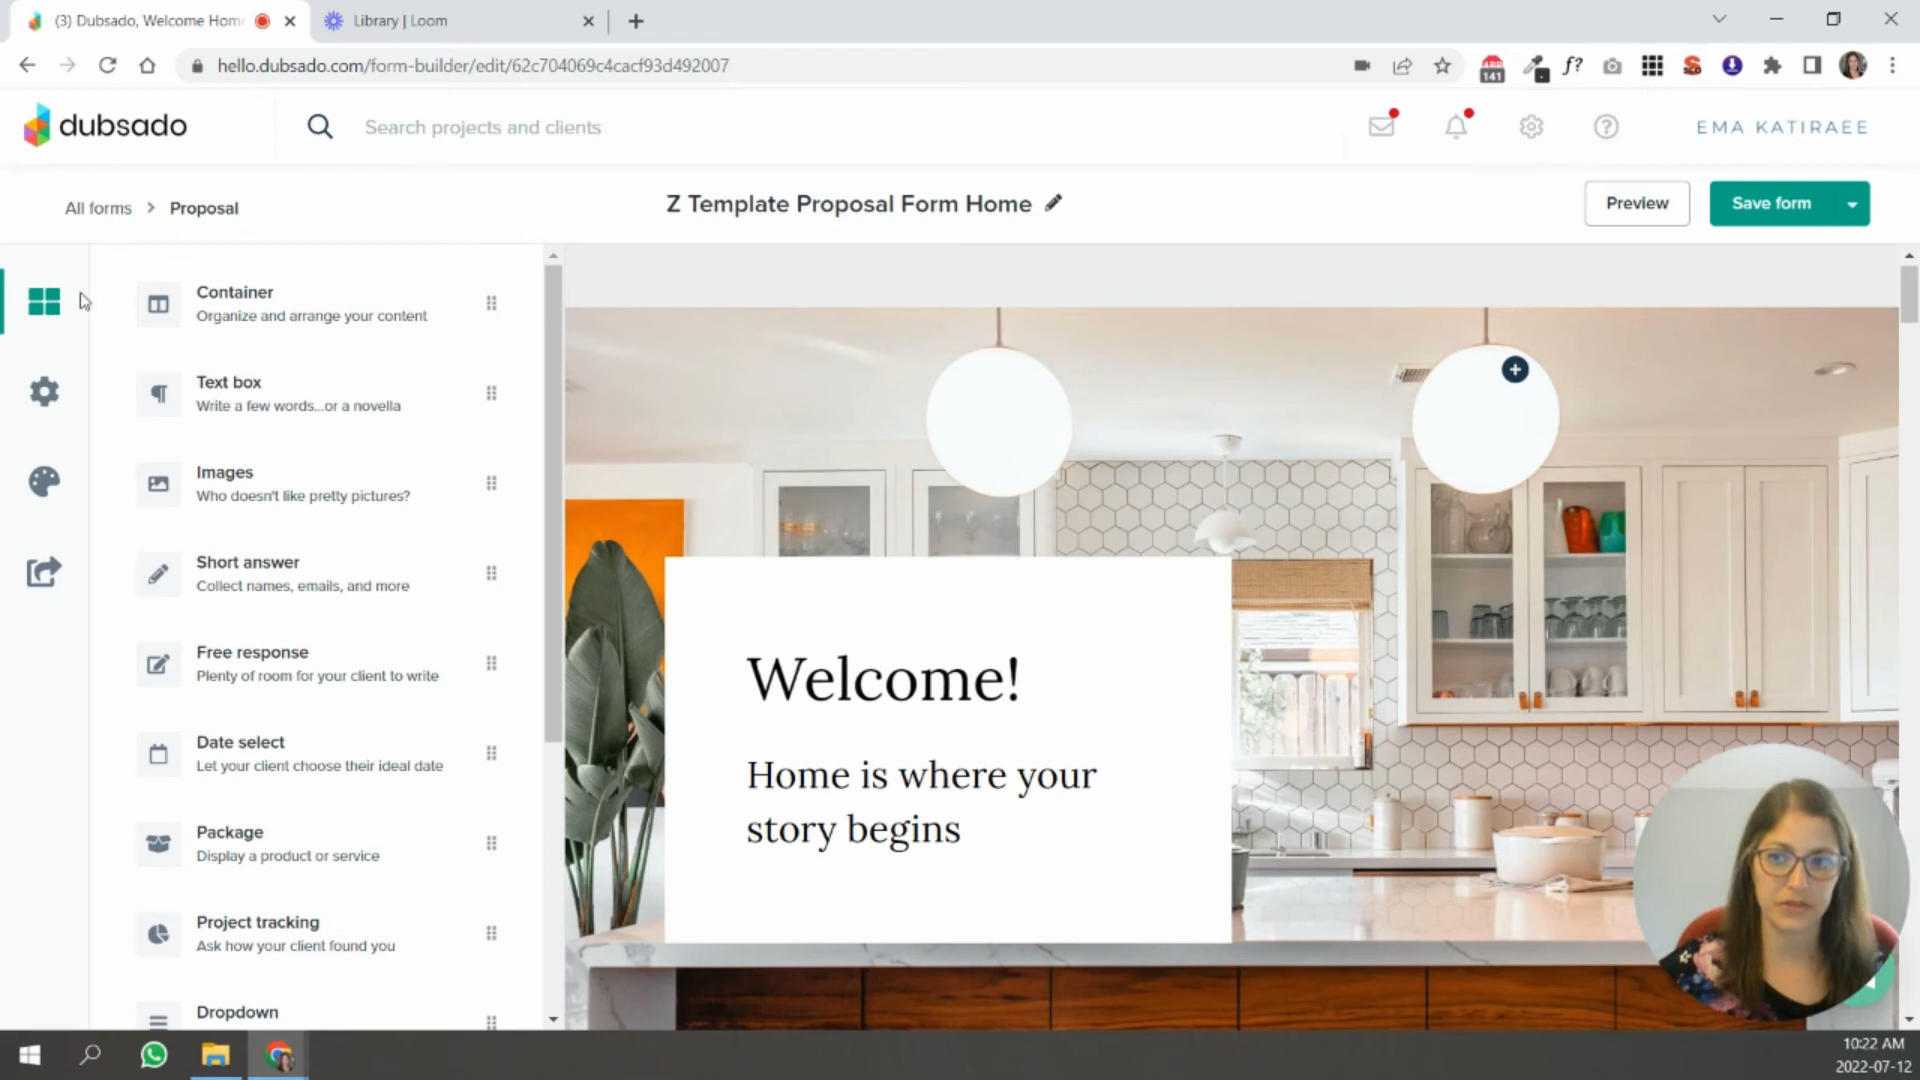 (3) Dubsado, Welcome Home
Library | Loom
hello.dubsado.com/form-builder/edit/62c704069c4cacf93d492007
141
f?
dubsado
Search projects and clients
EMA KATIRAEE
All forms > Proposal
Z Template Proposal Form Home
Preview
Save form
Container
Organize and arrange your content
Text box
Write a few words...or a novella
Images
Who doesn't like pretty pictures?
Short answer
Collect names, emails, and more
Free response
Plenty of room for your client to write
Date select
Let your client choose their ideal date
Package
Display a product or service
Project tracking
Ask how your client found you
Dropdown
Welcome!
Home is where your
story begins
10:22 AM
2022-07-12